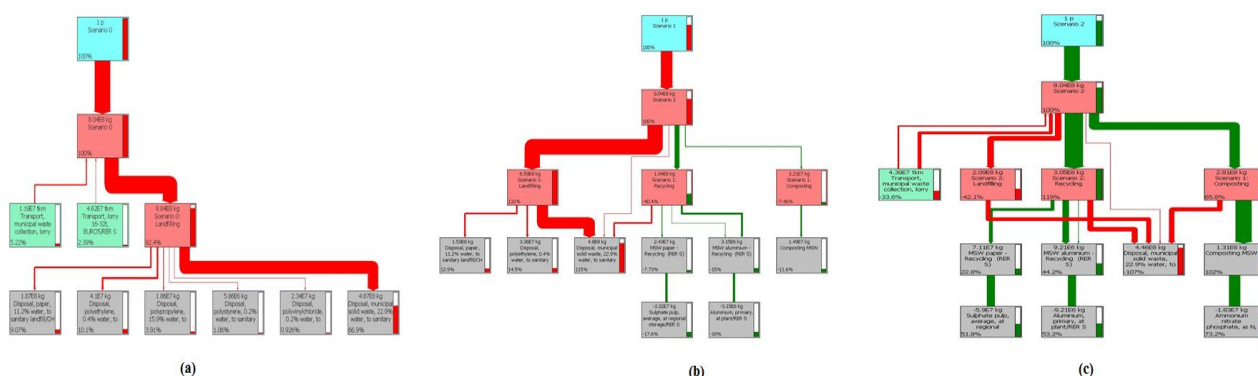 1 p
Scenario 0
100%
8.04E8 kg
Scenario 0
100%
1.19E7 tkm
Transport,
municipal waste
collection, lorry
5.22%
4.62E7 tkm
Transport, lorry
16-32t,
EURO5/RER S
2.39%
8.04E8 kg
Scenario 0:
Landfilling
92.4%
1.87E8 kg
Disposal, paper,
11.2% water, to
sanitary landfill/CH
9.07%
4.1E7 kg
Disposal,
polyethylene,
0.4% water, to
10.1%
1.86E7 kg
Disposal,
polypropylene,
15.9% water, to
3.91%
5.86E6 kg
Disposal,
polystyrene, 0.2%
water, to sanitary
1.06%
2.34E7 kg
Disposal,
polyvinylchloride,
0.2% water, to
0.926%
4.87E8 kg
Disposal, municipal
solid waste, 22.9%
water, to sanitary
66.9%
(a)
1 p
Scenario 1
100%
8.04E8 kg
Scenario 1
100%
6.59E8 kg
Scenario 1:
Landfilling
1.04E8 kg
Scenario 1:
Recycling
-40.4%
3.21E7 kg
Scenario 1:
Composting
-7.46%
1.53E8 kg
Disposal, paper,
11.2% water, to
sanitary landfill/CH
12.9%
3.36E7 kg
Disposal,
polyethylene, 0.4%
water, to sanitary
14.5%
4.8E8 kg
Disposal, municipal
solid waste, 22.9%
water, to sanitary
115%
2.43E7 kg
MSW paper -
Recycling (RER S)
-7.73%
3.15E6 kg
MSW aluminium -
Recycling (RER S)
-15%
1.49E7 kg
Composting MSW
-11.6%
-2.02E7 kg
Sulphate pulp,
average, at regional
storage/RER S
-17.6%
-3.15E6 kg
Aluminium, primary,
at plant/RER S
-18%
(b)
1 p
Scenario 2
100%
8.04E8 kg
Scenario 2
100%
4.38E7 tkm
Transport,
municipal waste
collection, lorry
-33.6%
2.09E8 kg
Scenario 2:
Landfilling
-42.1%
3.05E8 kg
Scenario 2:
Recycling
119%
2.81E8 kg
Scenario 1:
Composting
65.8%
7.11E7 kg
MSW paper -
Recycling (RER
S)
22.8%
9.21E6 kg
MSW aluminium
- Recycling (RER
S)
44.2%
4.46E8 kg
Disposal, municipal
solid waste,
22.9% water, to
-107%
1.31E8 kg
Composting MSW
102%
-5.9E7 kg
Sulphate pulp,
average, at
regional
51.8%
-9.21E6 kg
Aluminium,
primary, at
plant/RER S
53.2%
-1.83E7 kg
Ammonium
nitrate
phosphate, as N,
73.2%
(c)